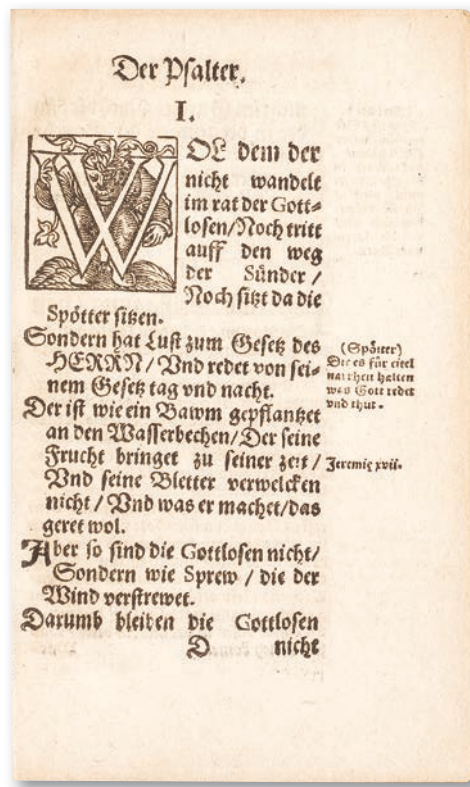 Der Psalter.
I.
WOL dem der
nicht wandelt
im rat der Gott⸗
losen/Noch tritt
auff den weg
der Sünder /
Noch sitzt da die
Spötter sitzen.
Sondern hat Lust zum Gesetz des
HERRN / Vnd redet von sei⸗
nem Gesetz tag vnd nacht.
Der ist wie ein Bawm gepflantzet
an den Wasserbechen/Der seine
Frucht bringet zu seiner zeit /
Vnd seine Bletter verwelcken
nicht / Vnd was er machet/das
geret wol.
Aber so sind die Gottlosen nicht/
Sondern wie Sprew / die der
Wind verstrewet.
Darumb bleiben die Gottlosen
D nicht
(Spötter)
Die es für eitel
narrheit halten
was Gott redet
vnd thut.
Jeremie xvij.